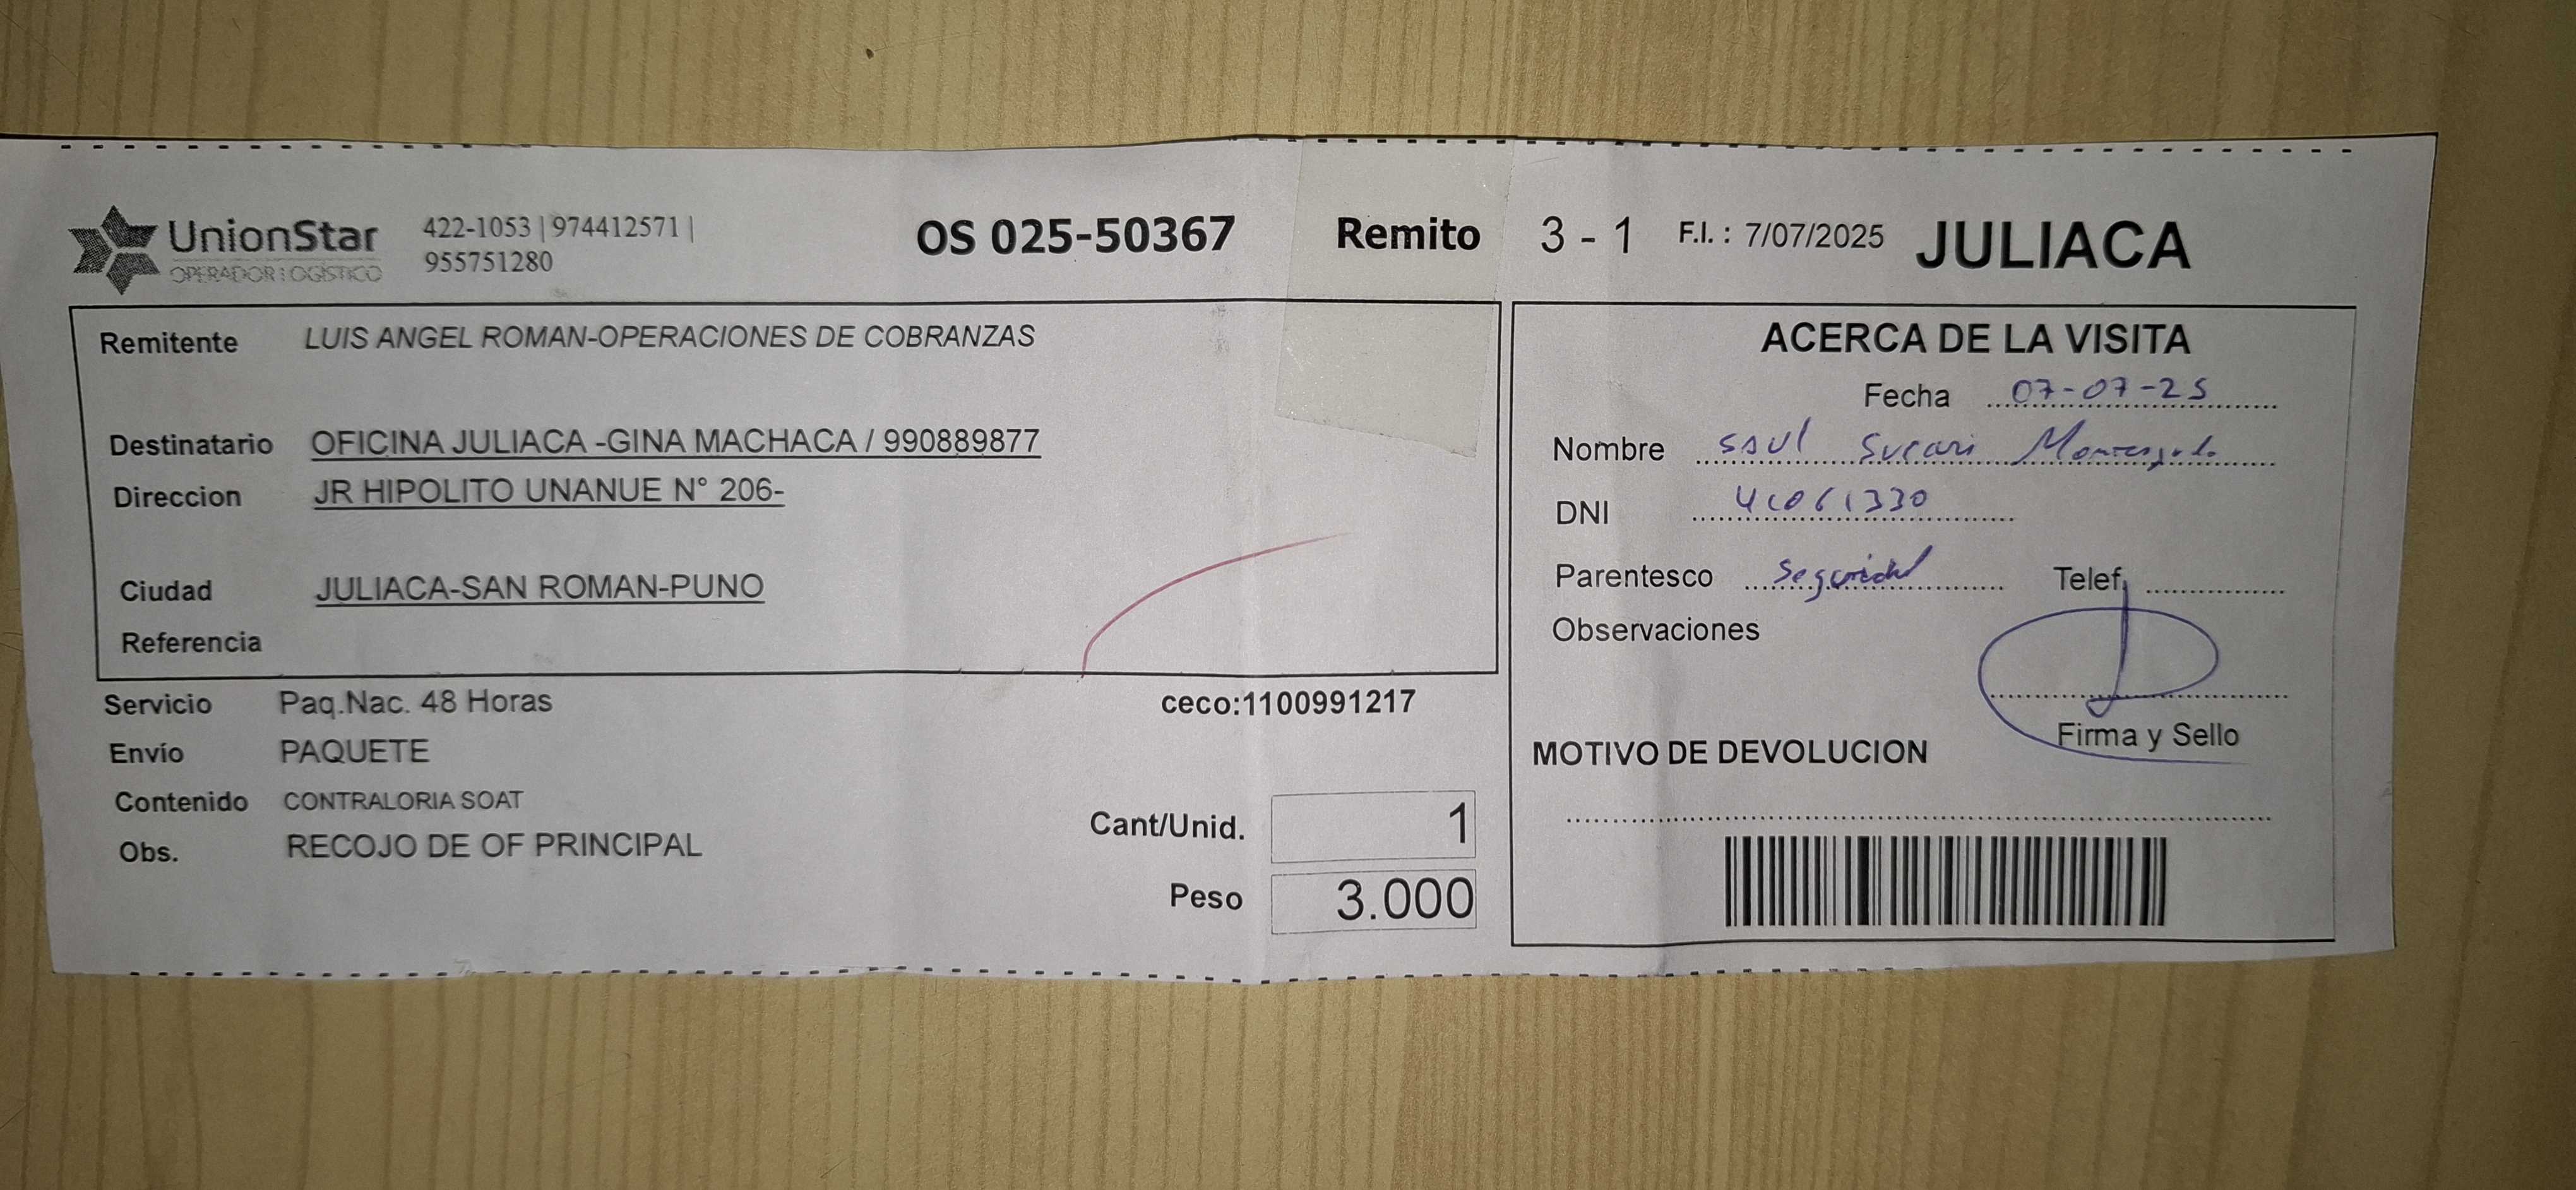 UnionStar
OPERADOR LOGÍSTICO
422-1053 | 974412571 |
955751280
OS 025-50367 Remito 3 - 1 F.I. : 7/07/2025 JULIACA
Remitente LUIS ANGEL ROMAN-OPERACIONES DE COBRANZAS
Destinatario OFICINA JULIACA -GINA MACHACA / 990889877
Direccion JR HIPOLITO UNANUE N° 206-
Ciudad JULIACA-SAN ROMAN-PUNO
Referencia
Servicio Paq.Nac. 48 Horas
ceco:1100991217
Envío PAQUETE
Contenido CONTRALORIA SOAT
Obs. RECOJO DE OF PRINCIPAL
Cant/Unid. 1
Peso 3.000
ACERCA DE LA VISITA
Fecha 07-07-25
Nombre Saul Sucari
DNI
Parentesco Seguridad Telef.
Observaciones
Firma y Sello
MOTIVO DE DEVOLUCION